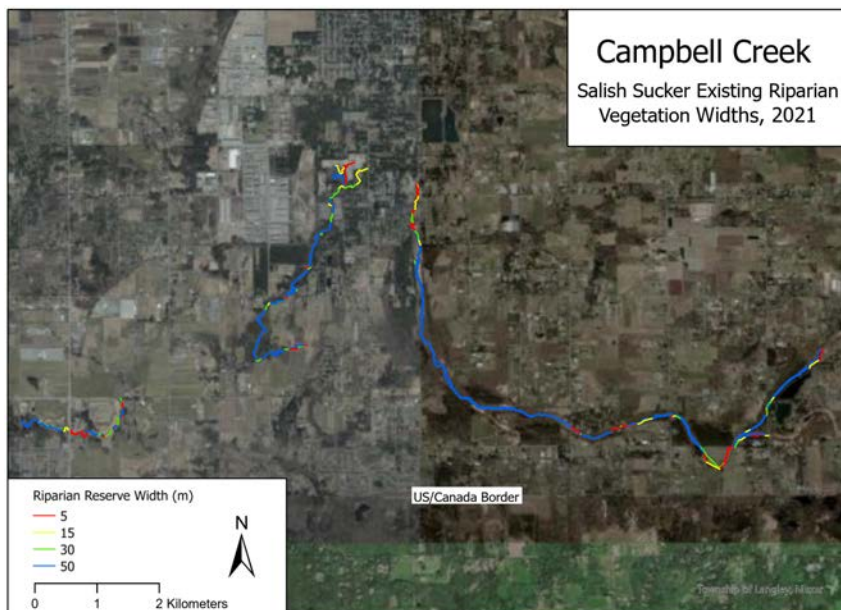 Campbell Creek
Salish Sucker Existing Riparian
Vegetation Widths, 2021
US/Canada Border
Riparian Reserve Width (m)
5
15
30
50
N
0 1 2 Kilometers
Township of Langley, Maxar